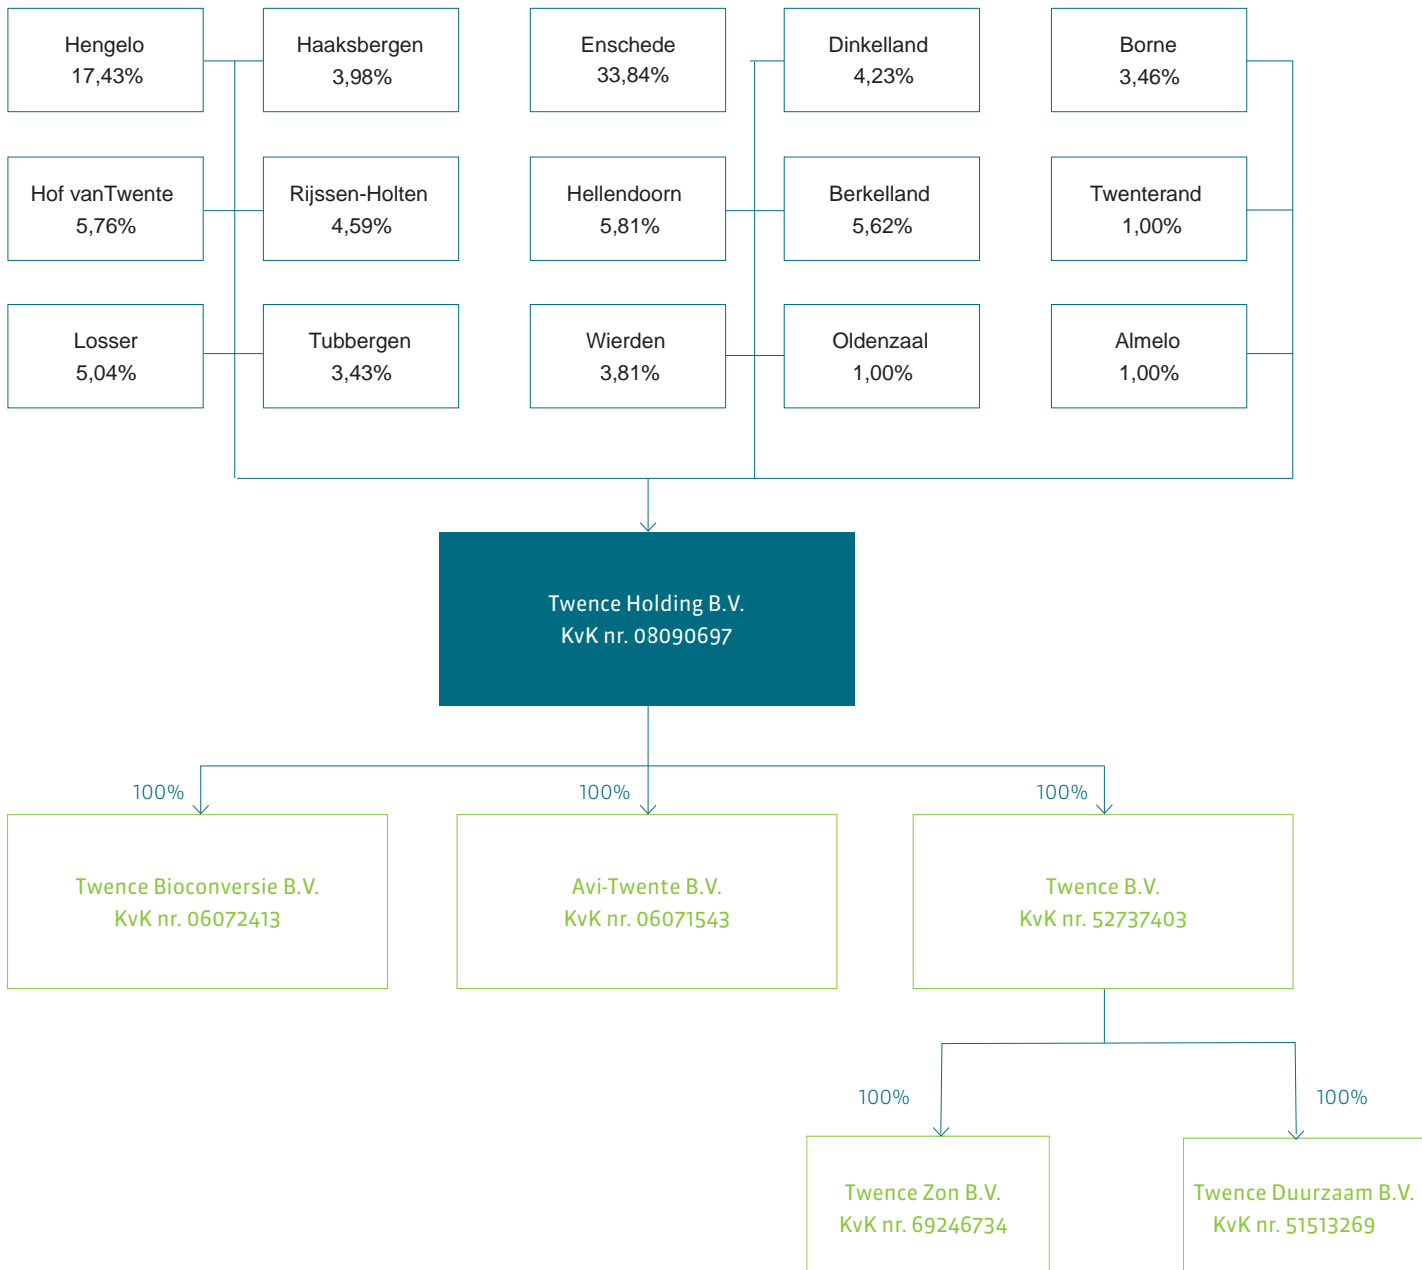 Hengelo
17,43%
Haaksbergen
3,98%
Enschede
33,84%
Dinkelland
4,23%
Borne
3,46%
Hof vanTwente
5,76%
Rijssen-Holten
4,59%
Hellendoorn
5,81%
Berkelland
5,62%
Twenterand
1,00%
Losser
5,04%
Tubbergen
3,43%
Wierden
3,81%
Oldenzaal
1,00%
Almelo
1,00%
Twence Holding B.V.
KvK nr. 08090697
100%
100%
100%
Twence Bioconversie B.V.
KvK nr. 06072413
Avi-Twente B.V.
KvK nr. 06071543
Twence B.V.
KvK nr. 52737403
100%
100%
Twence Zon B.V.
KvK nr. 69246734
Twence Duurzaam B.V.
KvK nr. 51513269